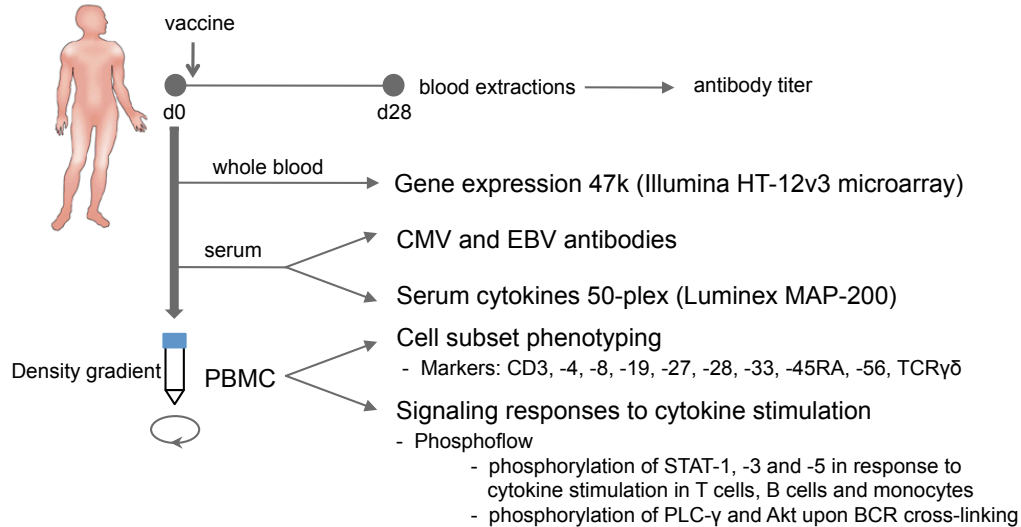 vaccine
d0
d28
blood extractions
antibody titer
whole blood
Gene expression 47k (Illumina HT-12v3 microarray)
serum
CMV and EBV antibodies
Serum cytokines 50-plex (Luminex MAP-200)
Density gradient
PBMC
Cell subset phenotyping
- Markers: CD3, -4, -8, -19, -27, -28, -33, -45RA, -56, TCRγδ
Signaling responses to cytokine stimulation
- Phosphoflow
- phosphorylation of STAT-1, -3 and -5 in response to
cytokine stimulation in T cells, B cells and monocytes
- phosphorylation of PLC-γ and Akt upon BCR cross-linking